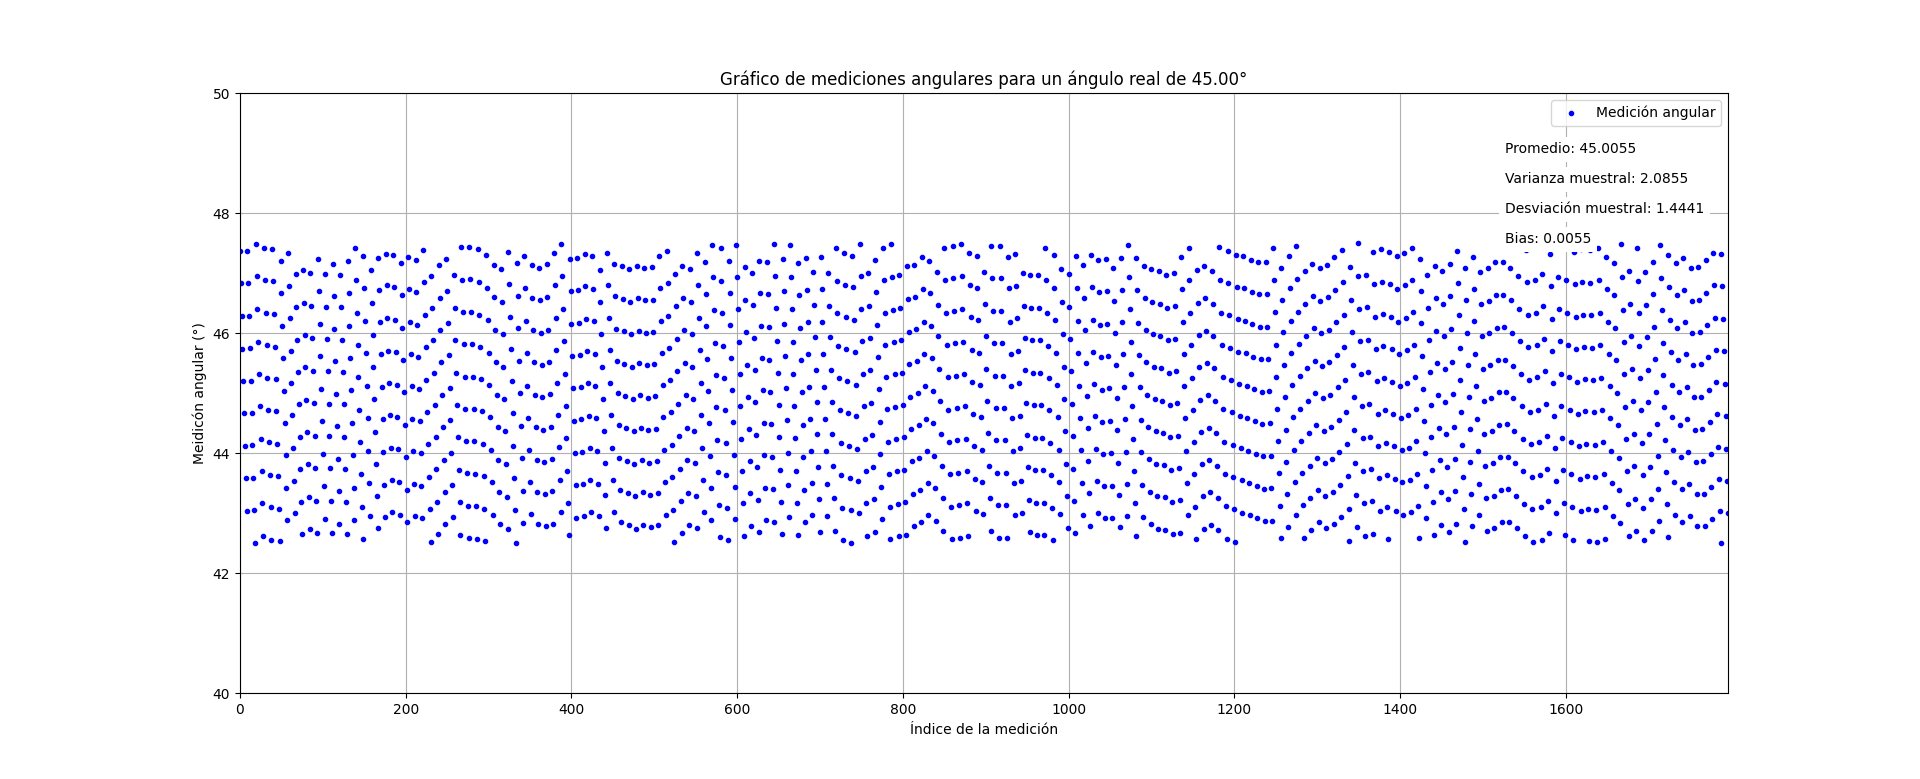 Gráfico de mediciones angulares para un ángulo real de 45.00°
Medición angular
Promedio: 45.0055
Varianza muestral: 2.0855
Desviación muestral: 1.4441
Bias: 0.0055
Meidicón angular (°)
50
48
46
44
42
40
0 200 400 600 800 1000 1200 1400 1600
Índice de la medición